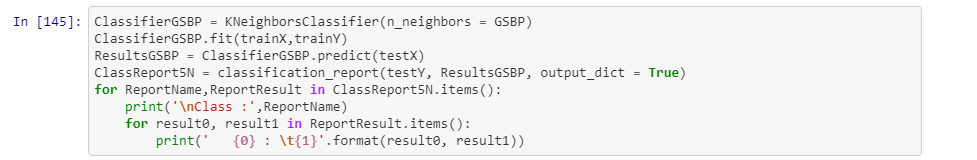 In [145]: ClassifierGSBP = KNeighborsClassifier(n_neighbors = GSBP)
ClassifierGSBP.fit(trainX,trainY)
ResultsGSBP = ClassifierGSBP.predict(testX)
ClassReport5N = classification_report(testY, ResultsGSBP, output_dict = True)
for ReportName,ReportResult in ClassReport5N.items():
    print('\nClass :',ReportName)
    for result0, result1 in ReportResult.items():
        print('   {0} : \t{1}'.format(result0, result1))